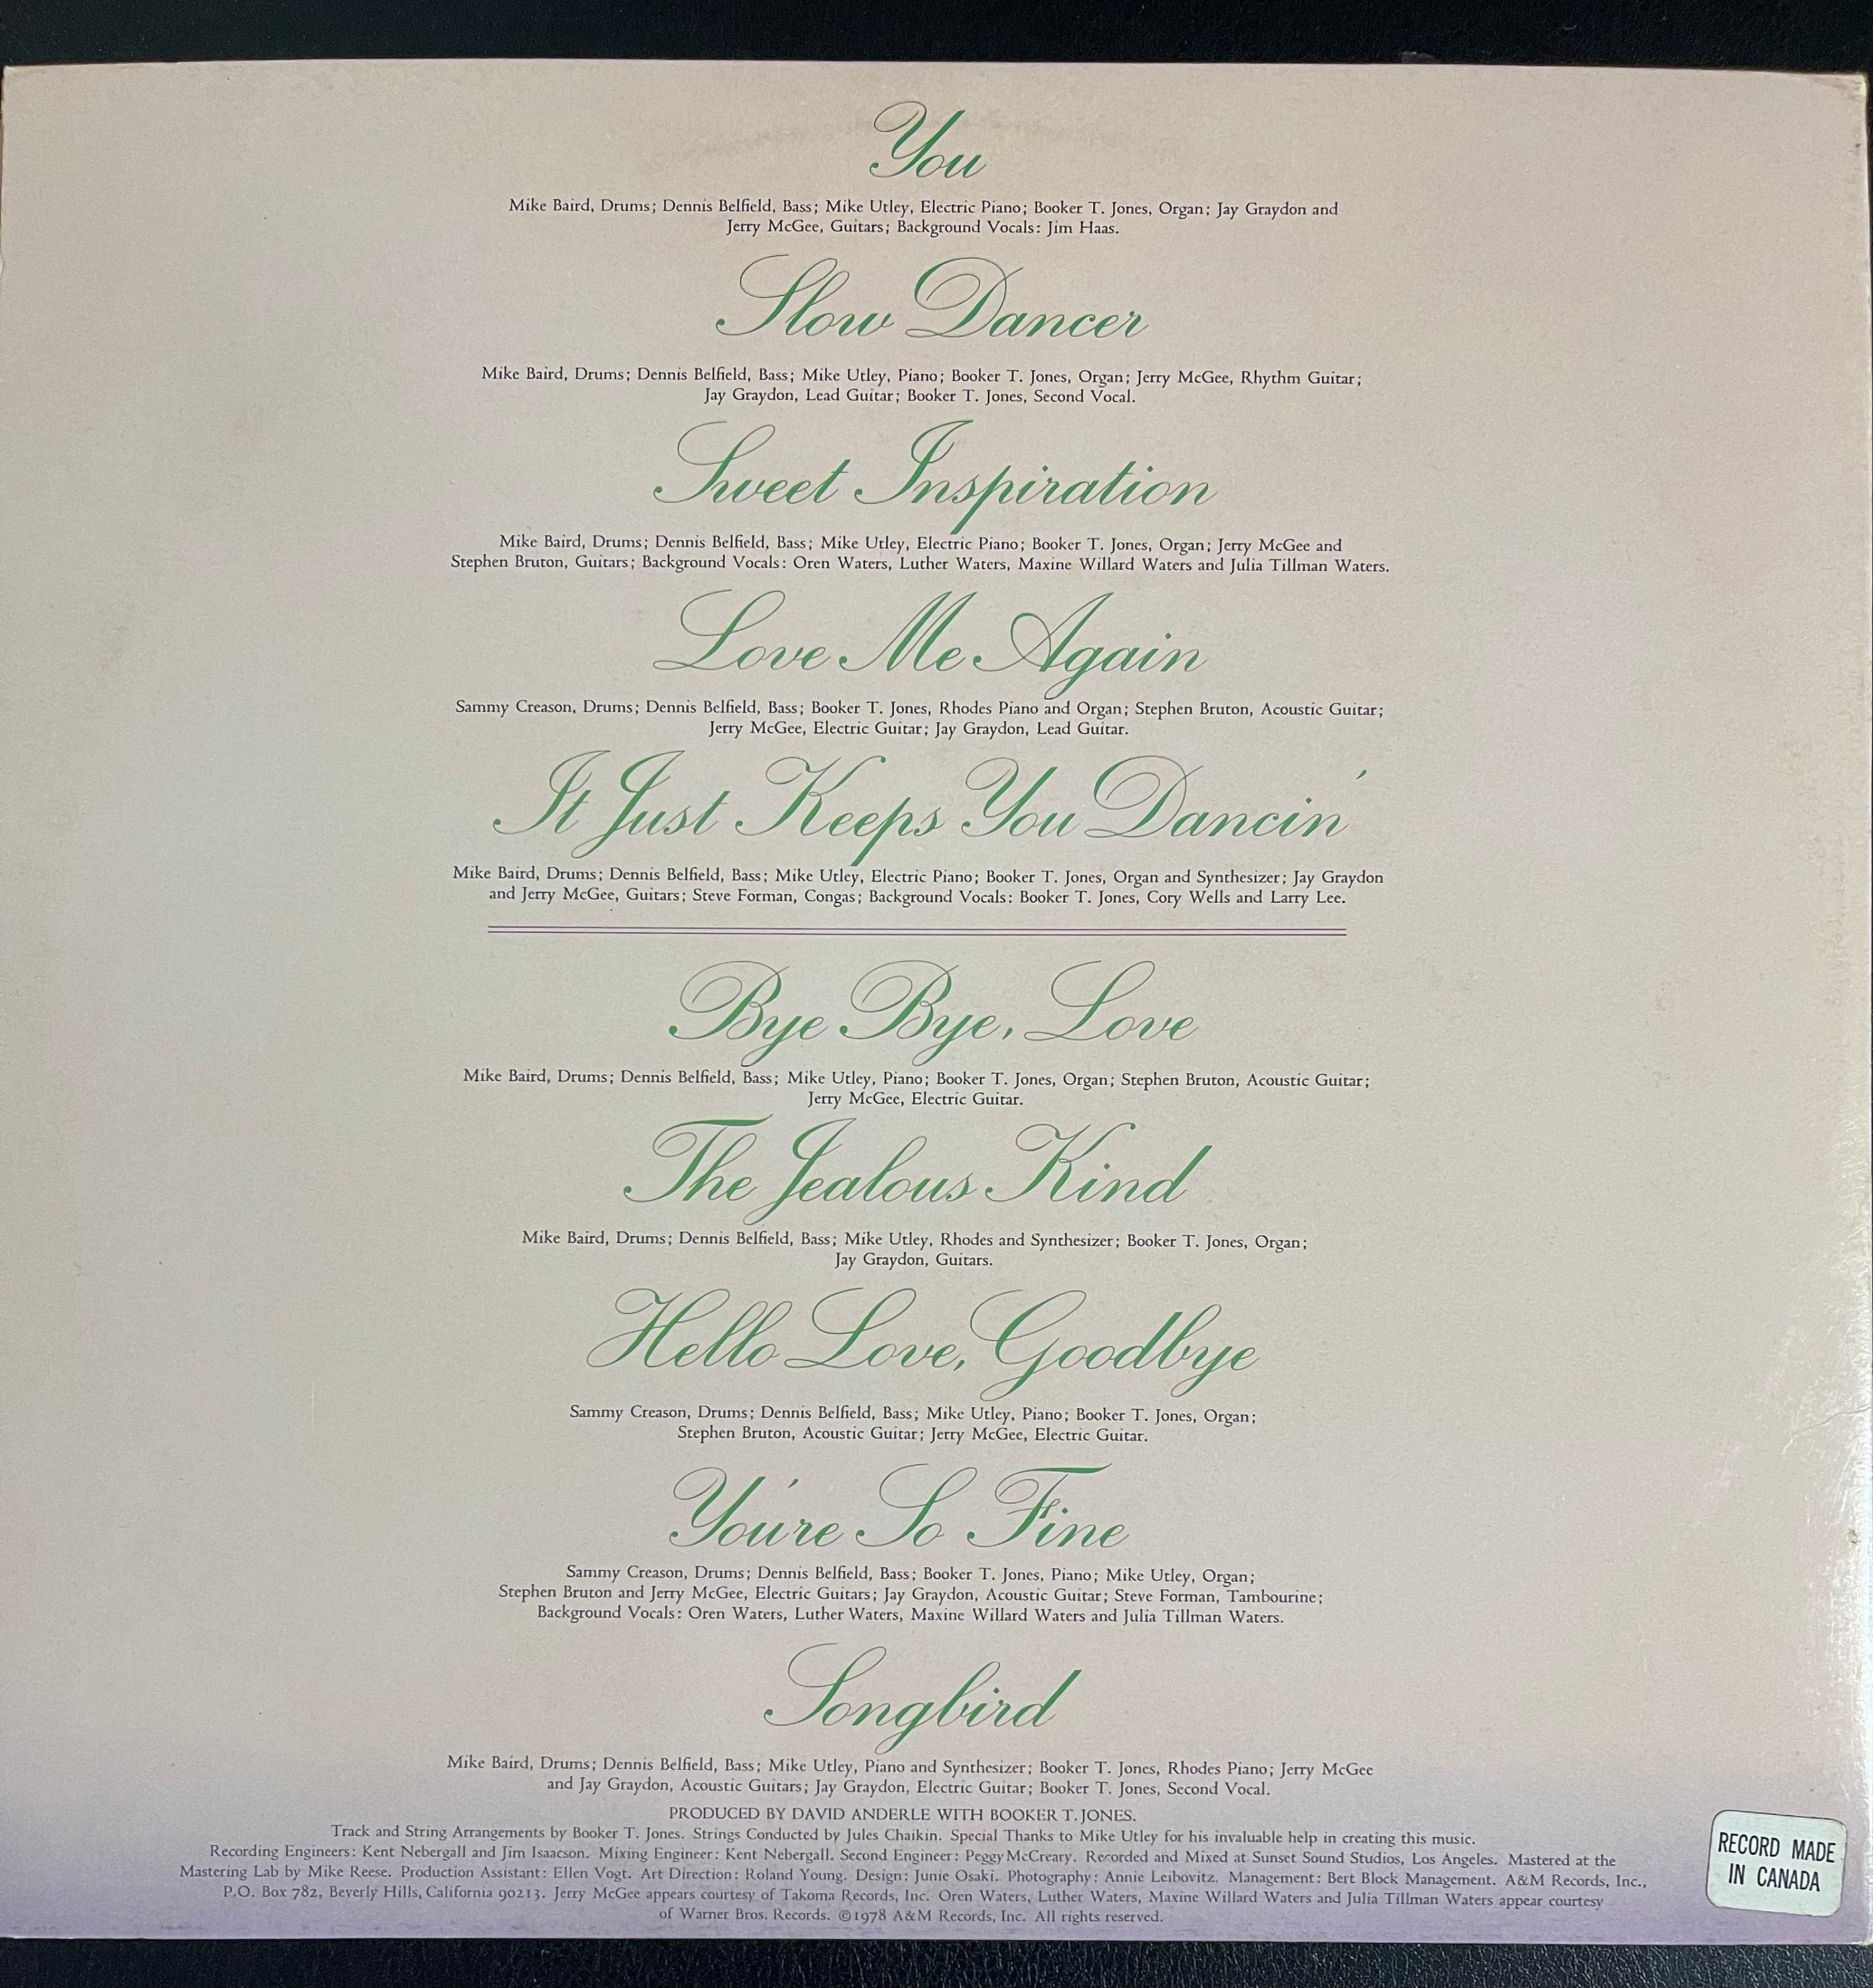 You
Mike Baird, Drums; Dennis Belfield, Bass; Mike Utley, Electric Piano; Booker T. Jones, Organ; Jay Graydon and
Jerry McGee, Guitars; Background Vocals: Jim Haas.
Slow Dancer
Mike Baird, Drums; Dennis Belfield, Bass; Mike Utley, Piano; Booker T. Jones, Organ; Jerry McGee, Rhythm Guitar;
Jay Graydon, Lead Guitar; Booker T. Jones, Second Vocal.
Sweet Inspiration
Mike Baird, Drums; Dennis Belfield, Bass; Mike Utley, Electric Piano; Booker T. Jones, Organ; Jerry McGee and
Stephen Bruton, Guitars; Background Vocals: Oren Waters, Luther Waters, Maxine Willard Waters and Julia Tillman Waters.
Love Me Again
Sammy Creason, Drums; Dennis Belfield, Bass; Booker T. Jones, Rhodes Piano and Organ; Stephen Bruton, Acoustic Guitar;
Jerry McGee, Electric Guitar; Jay Graydon, Lead Guitar.
It Just Keeps You Dancin'
Mike Baird, Drums; Dennis Belfield, Bass; Mike Utley, Electric Piano; Booker T. Jones, Organ and Synthesizer; Jay Graydon
and Jerry McGee, Guitars; Steve Forman, Congas; Background Vocals: Booker T. Jones, Cory Wells and Larry Lee.
Bye Bye, Love
Mike Baird, Drums; Dennis Belfield, Bass; Mike Utley, Piano; Booker T. Jones, Organ; Stephen Bruton, Acoustic Guitar;
Jerry McGee, Electric Guitar.
The Jealous Kind
Mike Baird, Drums; Dennis Belfield, Bass; Mike Utley, Rhodes and Synthesizer; Booker T. Jones, Organ;
Jay Graydon, Guitars.
Hello Love, Goodbye
Sammy Creason, Drums; Dennis Belfield, Bass; Mike Utley, Piano; Booker T. Jones, Organ;
Stephen Bruton, Acoustic Guitar; Jerry McGee, Electric Guitar.
You're So Fine
Sammy Creason, Drums; Dennis Belfield, Bass; Booker T. Jones, Piano; Mike Utley, Organ;
Stephen Bruton and Jerry McGee, Electric Guitars; Jay Graydon, Acoustic Guitar; Steve Forman, Tambourine;
Background Vocals: Oren Waters, Luther Waters, Maxine Willard Waters and Julia Tillman Waters.
Songbird
Mike Baird, Drums; Dennis Belfield, Bass; Mike Utley, Piano and Synthesizer; Booker T. Jones, Rhodes Piano; Jerry McGee
and Jay Graydon, Acoustic Guitars; Jay Graydon, Electric Guitar; Booker T. Jones, Second Vocal.
PRODUCED BY DAVID ANDERLE WITH BOOKER T. JONES.
Track and String Arrangements by Booker T. Jones. Strings Conducted by Jules Chaikin. Special Thanks to Mike Utley for his invaluable help in creating this music.
Recording Engineers: Kent Nebergall and Jim Isaacson. Mixing Engineer: Kent Nebergall. Second Engineer: Peggy McCreary. Recorded and Mixed at Sunset Sound Studios, Los Angeles. Mastered at the
Mastering Lab by Mike Reese. Production Assistant: Ellen Vogt. Art Direction: Roland Young. Design: Junie Osaki. Photography: Annie Leibovitz. Management: Bert Block Management. A&M Records, Inc.,
P.O. Box 782, Beverly Hills, California 90213. Jerry McGee appears courtesy of Takoma Records, Inc. Oren Waters, Luther Waters, Maxine Willard Waters and Julia Tillman Waters appear courtesy
of Warner Bros. Records. ©1978 A&M Records, Inc. All rights reserved.
RECORD MADE
IN CANADA